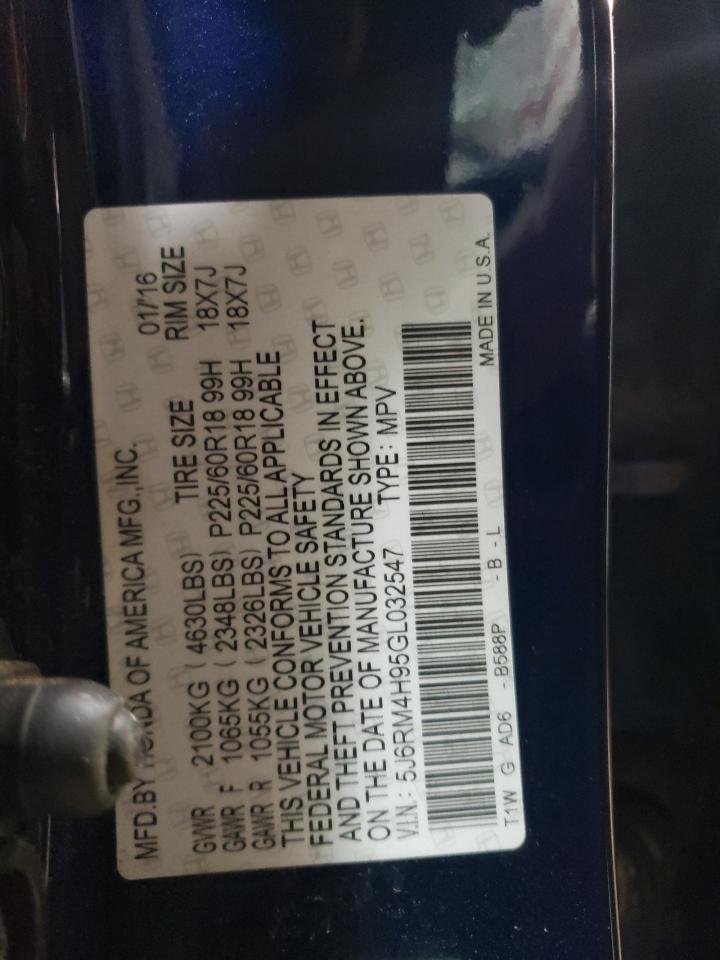 MFD.BY HONDA OF AMERICA MFG.,INC. 01/'16
TIRE SIZE RIM SIZE
GVWR 2100KG (4630LBS)
GAWR F 1065KG (2348LBS) P225/60R18 99H 18X7J
GAWR R 1055KG (2326LBS) P225/60R18 99H 18X7J
THIS VEHICLE CONFORMS TO ALL APPLICABLE
FEDERAL MOTOR VEHICLE SAFETY
AND THEFT PREVENTION STANDARDS IN EFFECT
ON THE DATE OF MANUFACTURE SHOWN ABOVE.
V.I.N.: 5J6RM4H95GL032547 TYPE: MPV
T1W G AD6 -B588P -B-L MADE IN U.S.A.